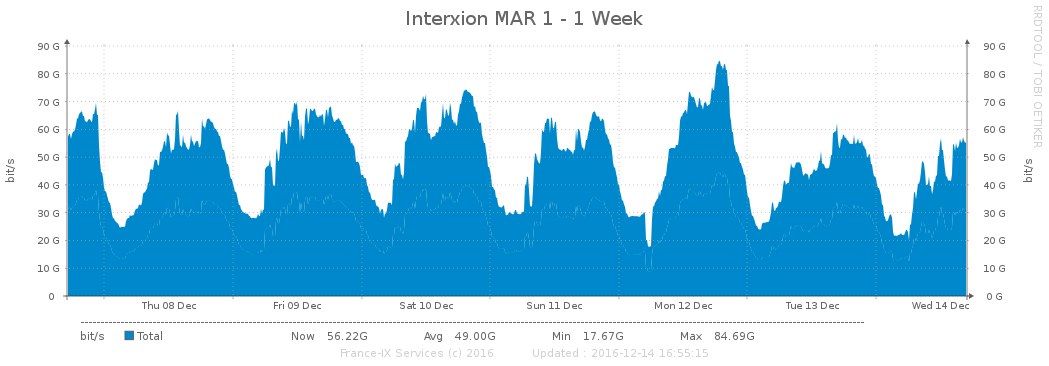 Interxion MAR 1 - 1 Week
RRDTOOL / TOBI OETIKER
bit/s
90 G 90 G
80 G 80 G
70 G 70 G
60 G 60 G
50 G 50 G
40 G 40 G
30 G 30 G
20 G 20 G
10 G 10 G
0 0 G
bit/s
Thu 08 Dec Fri 09 Dec Sat 10 Dec Sun 11 Dec Mon 12 Dec Tue 13 Dec Wed 14 Dec
bit/s Total Now 56.22G Avg 49.00G Min 17.67G Max 84.69G
France-IX Services (c) 2016 Updated : 2016-12-14 16:55:15